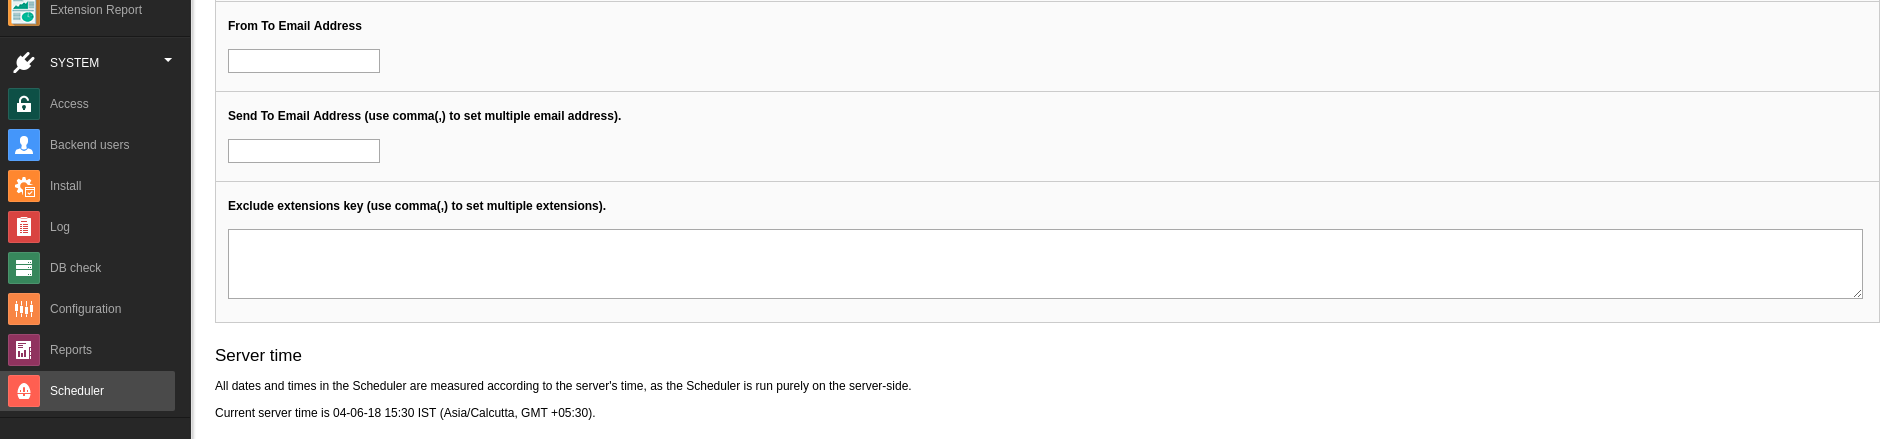 Extension Report
SYSTEM
Access
Backend users
Install
Log
DB check
Configuration
Reports
Scheduler
From To Email Address
Send To Email Address (use comma(,) to set multiple email address).
Exclude extensions key (use comma(,) to set multiple extensions).
Server time
All dates and times in the Scheduler are measured according to the server's time, as the Scheduler is run purely on the server-side.
Current server time is 04-06-18 15:30 IST (Asia/Calcutta, GMT +05:30).